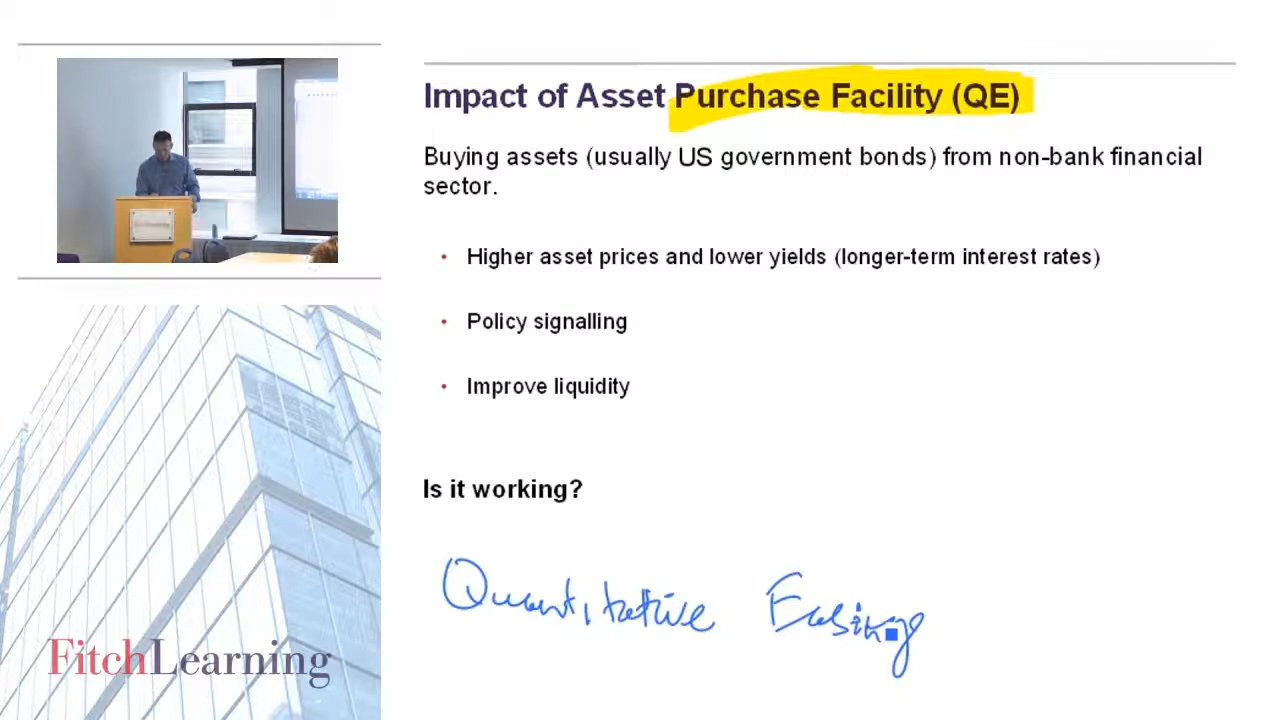 Impact of Asset Purchase Facility (QE)
Buying assets (usually US government bonds) from non-bank financial
sector.
• Higher asset prices and lower yields (longer-term interest rates)
• Policy signalling
• Improve liquidity
Is it working?
Quantitative Easing
FitchLearning